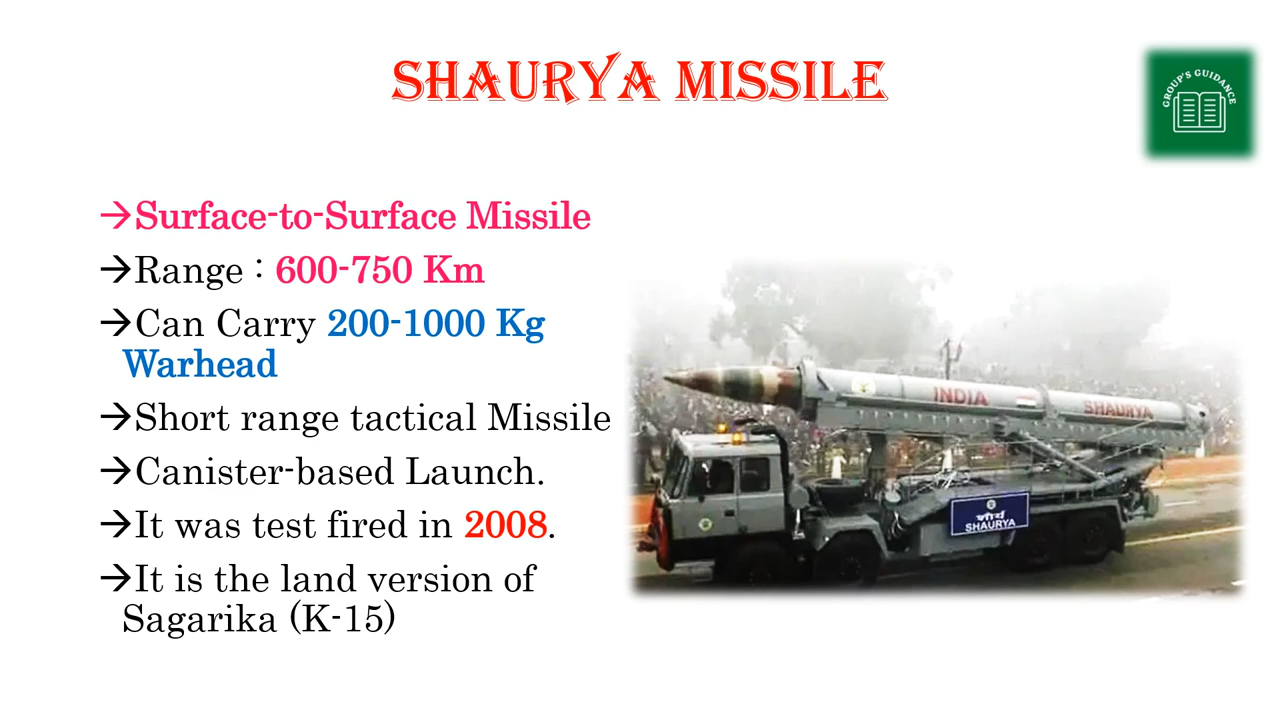 SHAURYA MISSILE
GROUP'S GUIDANCE
→Surface-to-Surface Missile
→Range : 600-750 Km
→Can Carry 200-1000 Kg
Warhead
→Short range tactical Missile
→Canister-based Launch.
→It was test fired in 2008.
→It is the land version of
Sagarika (K-15)
INDIA
SHAURYA
शौर्य
SHAURYA